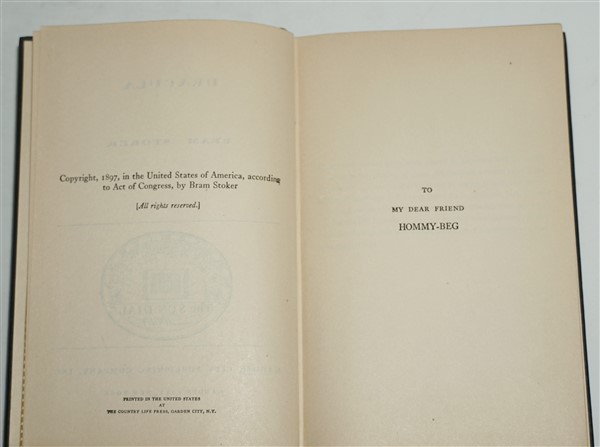 Copyright, 1897, in the United States of America, according
to Act of Congress, by Bram Stoker
[All rights reserved.]
PRINTED IN THE UNITED STATES
AT
THE COUNTRY LIFE PRESS, GARDEN CITY, N.Y.
TO
MY DEAR FRIEND
HOMMY-BEG